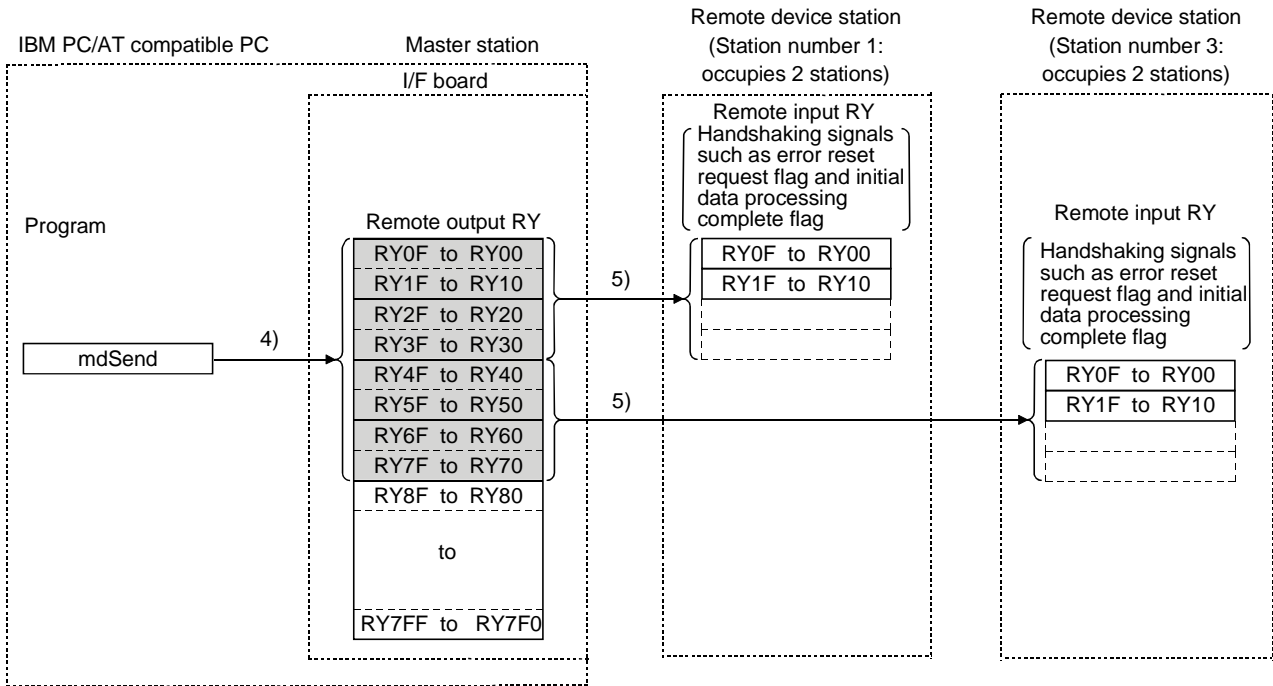 IBM PC/AT compatible PC
Master station
I/F board
Program
mdSend
4)
Remote output RY
RY0F to RY00
RY1F to RY10
RY2F to RY20
RY3F to RY30
RY4F to RY40
RY5F to RY50
RY6F to RY60
RY7F to RY70
RY8F to RY80
to
RY7FF to RY7F0
5)
5)
Remote device station
(Station number 1:
occupies 2 stations)
Remote input RY
Handshaking signals
such as error reset
request flag and initial
data processing
complete flag
RY0F to RY00
RY1F to RY10
Remote device station
(Station number 3:
occupies 2 stations)
Remote input RY
Handshaking signals
such as error reset
request flag and initial
data processing
complete flag
RY0F to RY00
RY1F to RY10